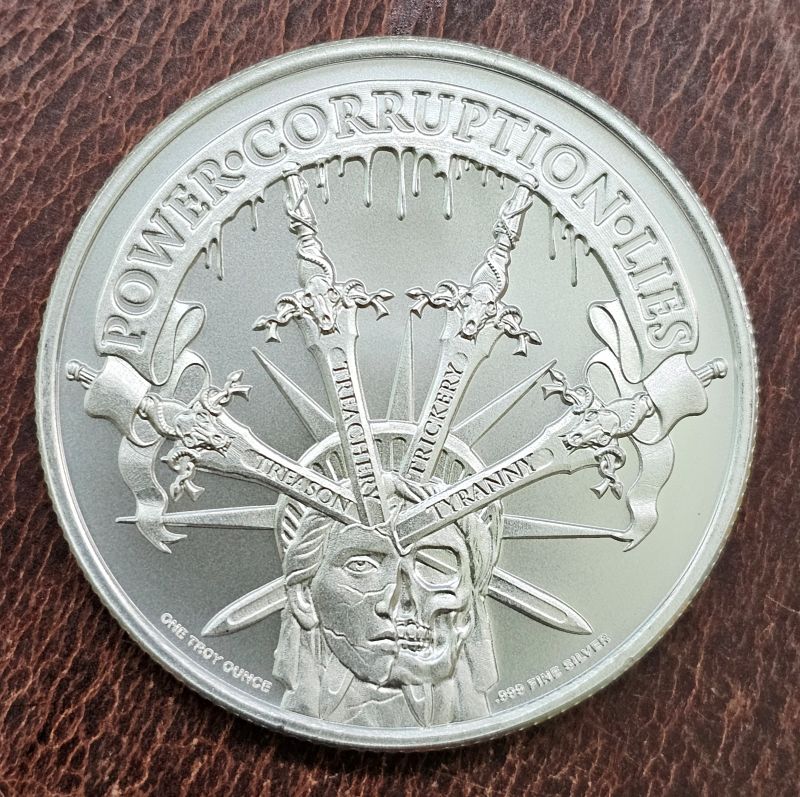 POWER•CORRUPTION•LIES
TREASON
TREACHERY
TRICKERY
TYRANNY
ONE TROY OUNCE
.999 FINE SILVER